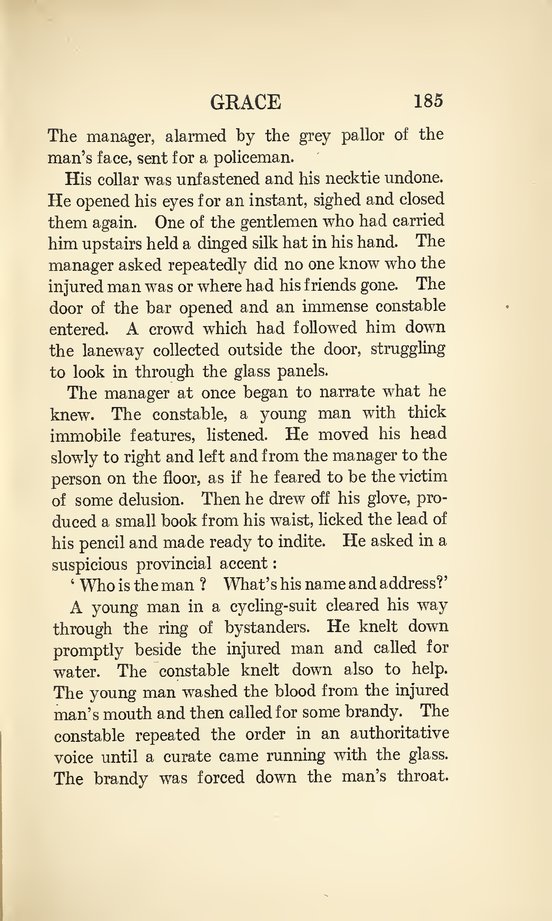 GRACE 185
The manager, alarmed by the grey pallor of the
man's face, sent for a policeman.
His collar was unfastened and his necktie undone.
He opened his eyes for an instant, sighed and closed
them again. One of the gentlemen who had carried
him upstairs held a dinged silk hat in his hand. The
manager asked repeatedly did no one know who the
injured man was or where had his friends gone. The
door of the bar opened and an immense constable
entered. A crowd which had followed him down
the laneway collected outside the door, struggling
to look in through the glass panels.
The manager at once began to narrate what he
knew. The constable, a young man with thick
immobile features, listened. He moved his head
slowly to right and left and from the manager to the
person on the floor, as if he feared to be the victim
of some delusion. Then he drew off his glove, pro-
duced a small book from his waist, licked the lead of
his pencil and made ready to indite. He asked in a
suspicious provincial accent :
‘ Who is the man ? What's his name and address?’
A young man in a cycling-suit cleared his way
through the ring of bystanders. He knelt down
promptly beside the injured man and called for
water. The constable knelt down also to help.
The young man washed the blood from the injured
man's mouth and then called for some brandy. The
constable repeated the order in an authoritative
voice until a curate came running with the glass.
The brandy was forced down the man's throat.